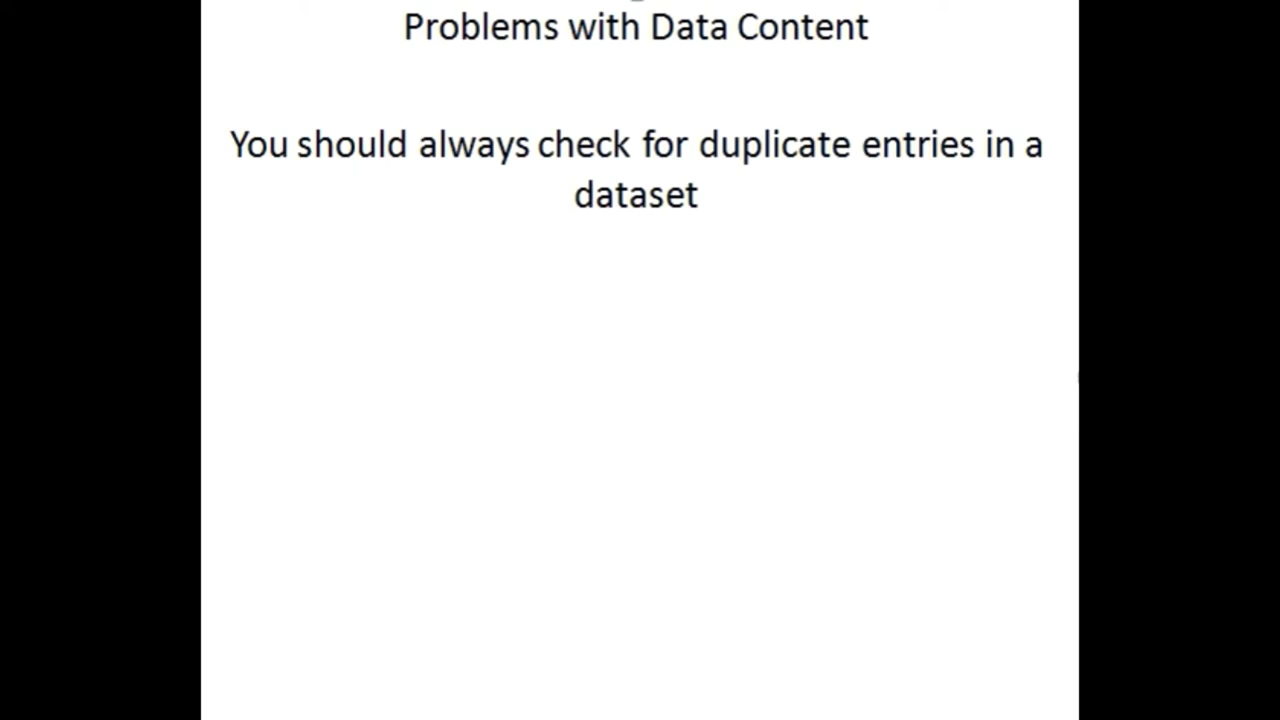 Problems with Data Content
You should always check for duplicate entries in a
dataset